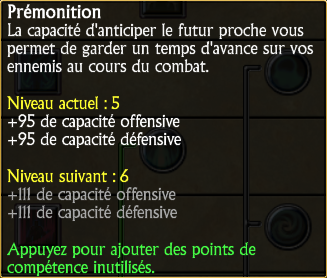 Prémonition
La capacité d'anticiper le futur proche vous
permet de garder un temps d'avance sur vos
ennemis au cours du combat.
Niveau actuel : 5
+95 de capacité offensive
+95 de capacité défensive
Niveau suivant : 6
+111 de capacité offensive
+111 de capacité défensive
Appuyez pour ajouter des points de
compétence inutilisés.